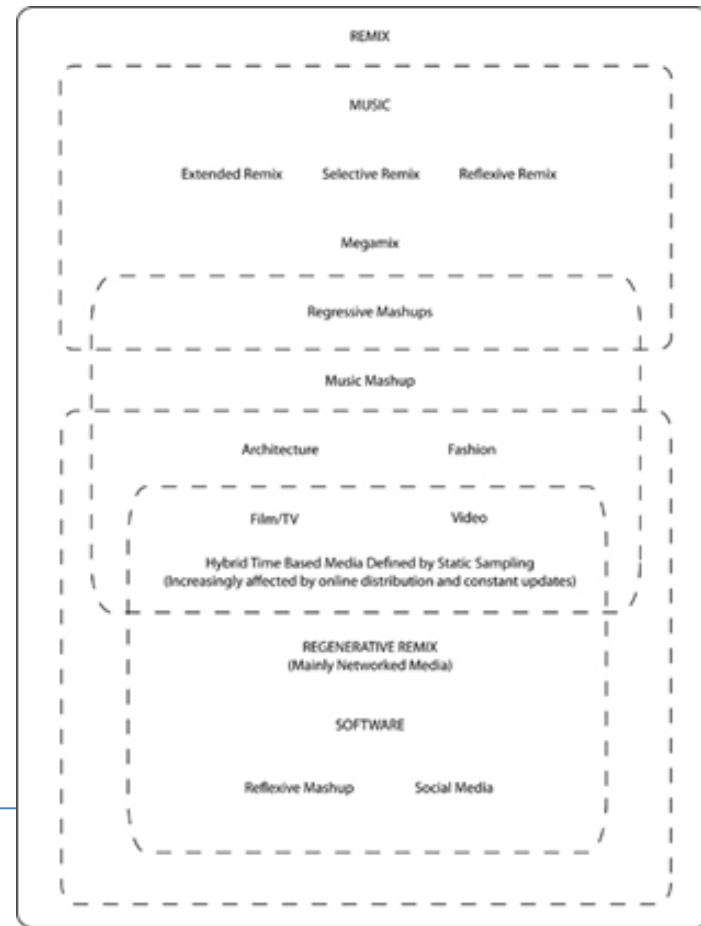 REMIX
MUSIC
Extended Remix Selective Remix Reflexive Remix
Megamix
Regressive Mashups
Music Mashup
Architecture Fashion
Film/TV Video
Hybrid Time Based Media Defined by Static Sampling
(Increasingly affected by online distribution and constant updates)
REGENERATIVE REMIX
(Mainly Networked Media)
SOFTWARE
Reflexive Mashup Social Media